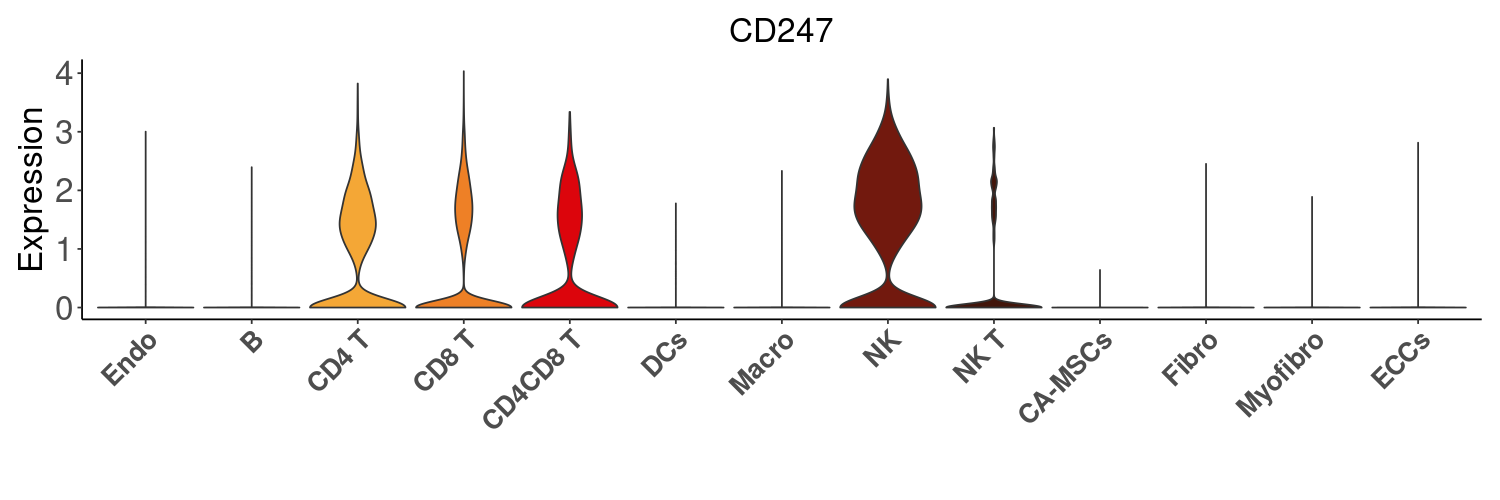 CD247
Expression
4
3
2
1
0
Endo
B
CD4 T
CD8 T
CD4CD8 T
DCs
Macro
NK
NK T
CA-MSCs
Fibro
Myofibro
ECCs